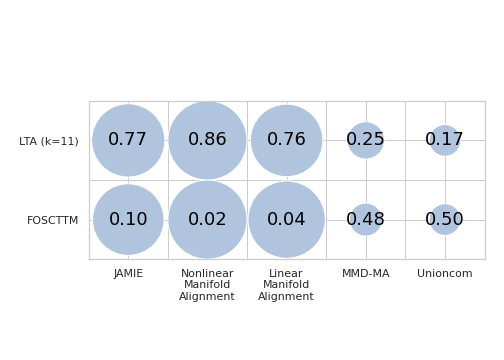 LTA (k=11) 0.77 0.86 0.76 0.25 0.17
FOSCTTM 0.10 0.02 0.04 0.48 0.50
JAMIE
Nonlinear
Manifold
Alignment
Linear
Manifold
Alignment
MMD-MA
Unioncom